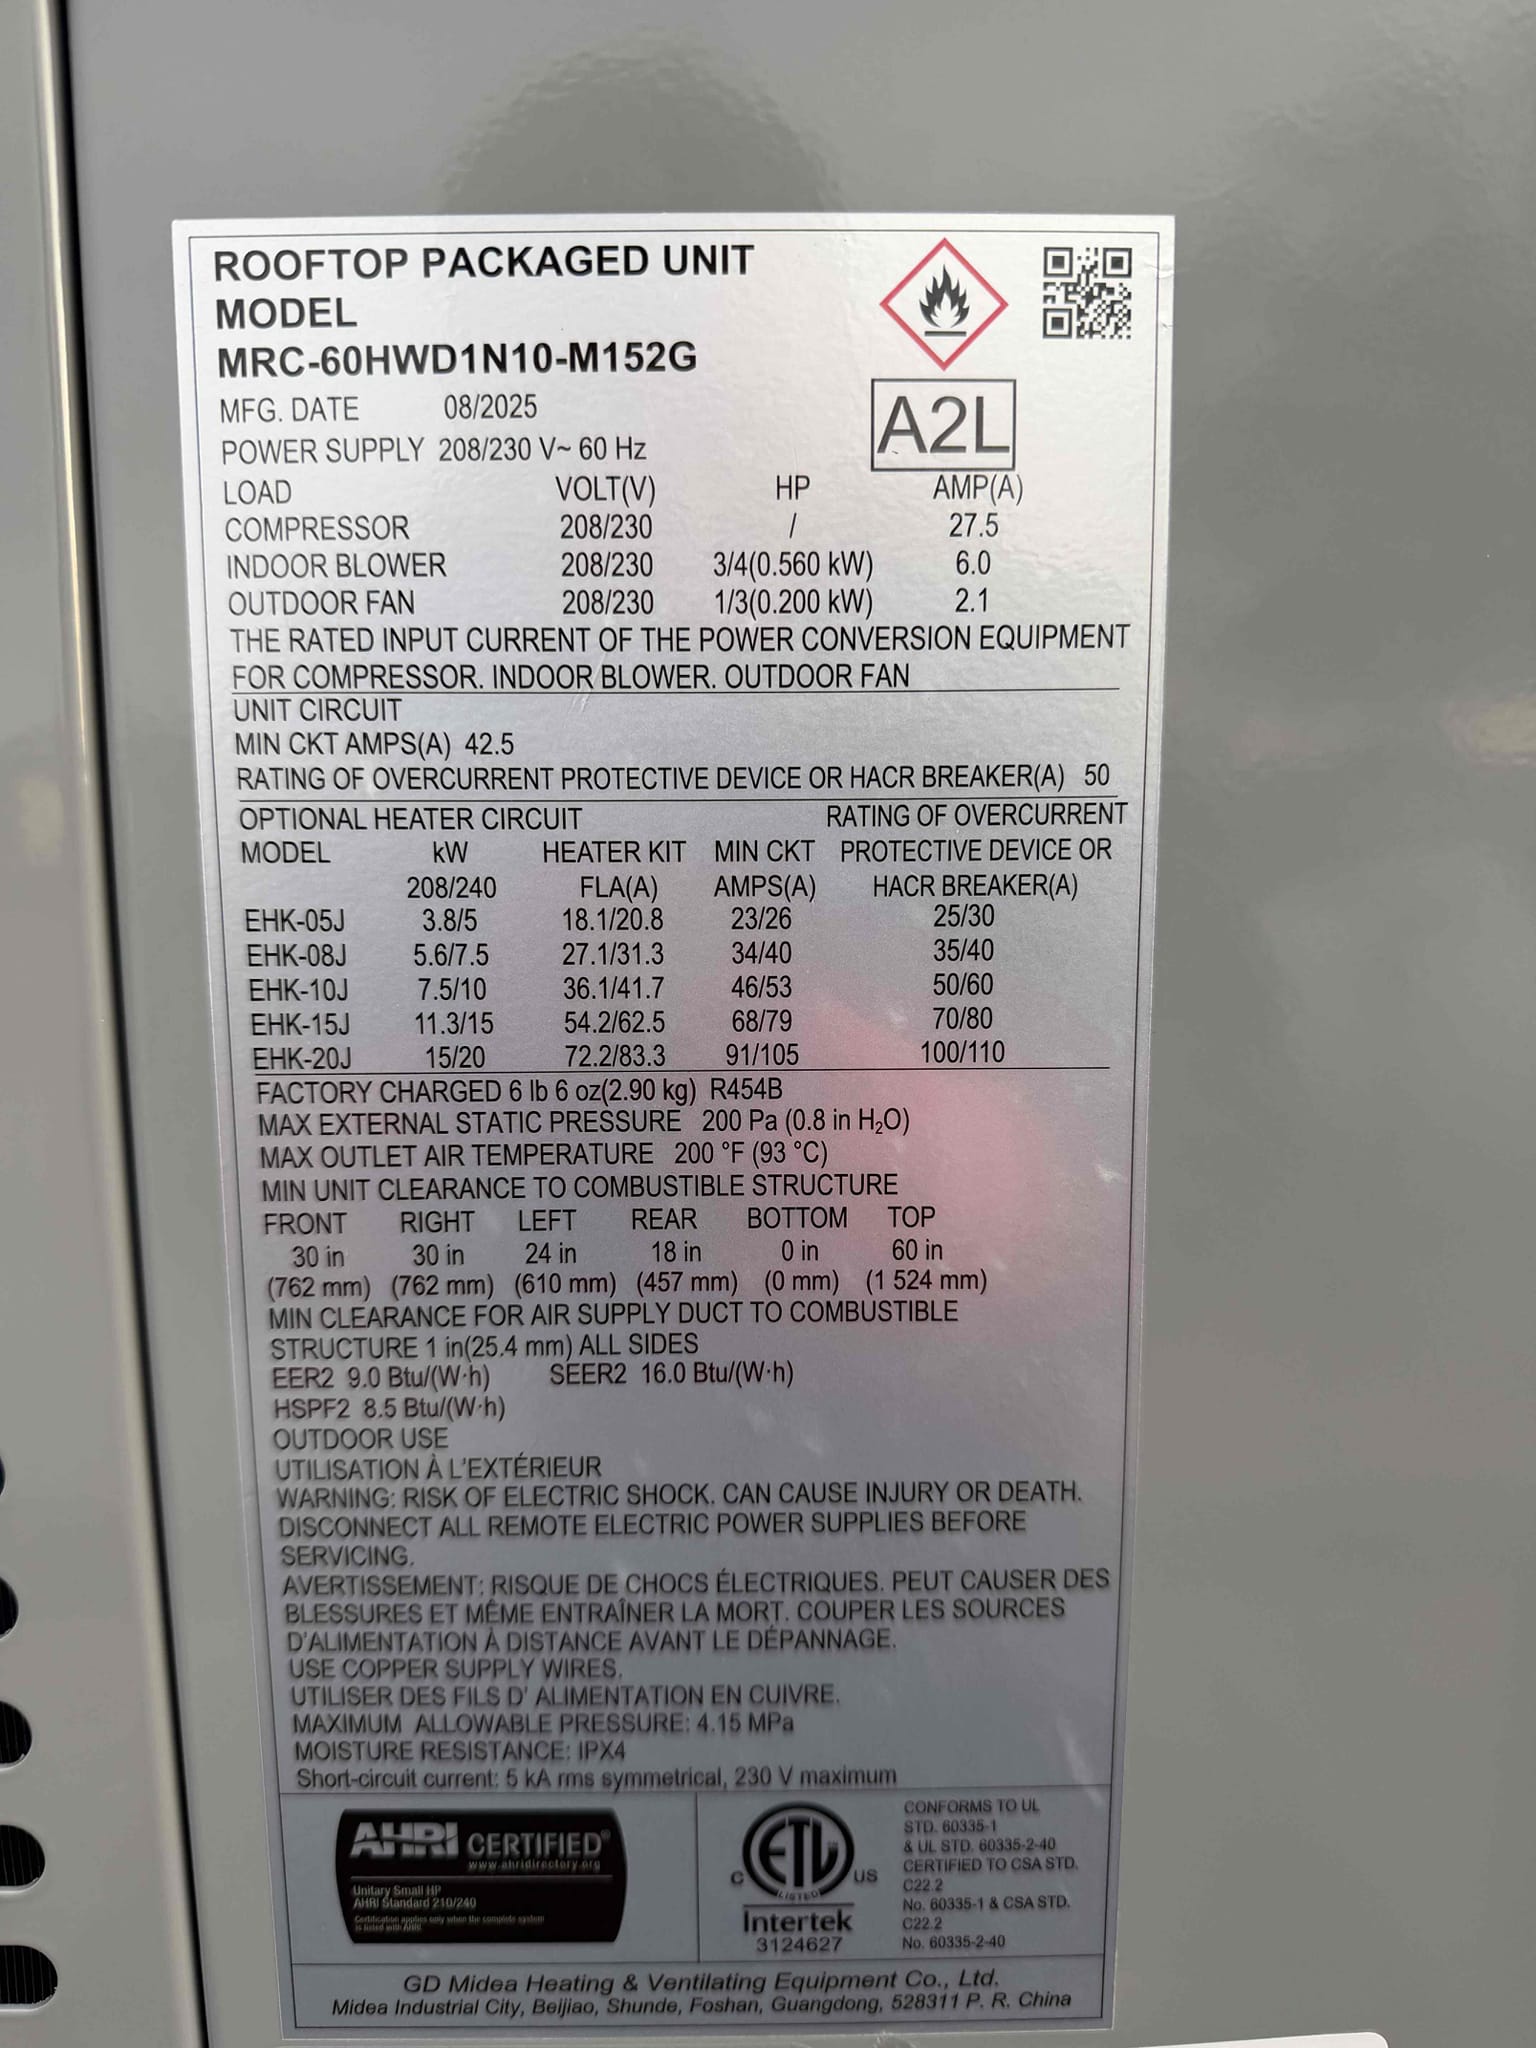 ROOFTOP PACKAGED UNIT
MODEL
MRC-60HWD1N10-M152G
MFG. DATE 08/2025
POWER SUPPLY 208/230 V~ 60 Hz
A2L
LOAD VOLT(V) HP AMP(A)
COMPRESSOR 208/230 / 27.5
INDOOR BLOWER 208/230 3/4(0.560 kW) 6.0
OUTDOOR FAN 208/230 1/3(0.200 kW) 2.1
THE RATED INPUT CURRENT OF THE POWER CONVERSION EQUIPMENT
FOR COMPRESSOR. INDOOR BLOWER. OUTDOOR FAN
UNIT CIRCUIT
MIN CKT AMPS(A) 42.5
RATING OF OVERCURRENT PROTECTIVE DEVICE OR HACR BREAKER(A) 50
OPTIONAL HEATER CIRCUIT RATING OF OVERCURRENT
MODEL kW HEATER KIT MIN CKT PROTECTIVE DEVICE OR
208/240 FLA(A) AMPS(A) HACR BREAKER(A)
EHK-05J 3.8/5 18.1/20.8 23/26 25/30
EHK-08J 5.6/7.5 27.1/31.3 34/40 35/40
EHK-10J 7.5/10 36.1/41.7 46/53 50/60
EHK-15J 11.3/15 54.2/62.5 68/79 70/80
EHK-20J 15/20 72.2/83.3 91/105 100/110
FACTORY CHARGED 6 lb 6 oz(2.90 kg) R454B
MAX EXTERNAL STATIC PRESSURE 200 Pa (0.8 in H₂O)
MAX OUTLET AIR TEMPERATURE 200 °F (93 °C)
MIN UNIT CLEARANCE TO COMBUSTIBLE STRUCTURE
FRONT RIGHT LEFT REAR BOTTOM TOP
30 in 30 in 24 in 18 in 0 in 60 in
(762 mm) (762 mm) (610 mm) (457 mm) (0 mm) (1 524 mm)
MIN CLEARANCE FOR AIR SUPPLY DUCT TO COMBUSTIBLE
STRUCTURE 1 in(25.4 mm) ALL SIDES
EER2 9.0 Btu/(W·h) SEER2 16.0 Btu/(W·h)
HSPF2 8.5 Btu/(W·h)
OUTDOOR USE
UTILISATION À L'EXTÉRIEUR
WARNING: RISK OF ELECTRIC SHOCK. CAN CAUSE INJURY OR DEATH.
DISCONNECT ALL REMOTE ELECTRIC POWER SUPPLIES BEFORE
SERVICING.
AVERTISSEMENT: RISQUE DE CHOCS ÉLECTRIQUES. PEUT CAUSER DES
BLESSURES ET MÊME ENTRAÎNER LA MORT. COUPER LES SOURCES
D'ALIMENTATION À DISTANCE AVANT LE DÉPANNAGE.
USE COPPER SUPPLY WIRES.
UTILISER DES FILS D' ALIMENTATION EN CUIVRE.
MAXIMUM ALLOWABLE PRESSURE: 4.15 MPa
MOISTURE RESISTANCE: IPX4
Short-circuit current: 5 kA rms symmetrical, 230 V maximum
AHRI CERTIFIED®
www.ahridirectory.org
Unitary Small HP
AHRI Standard 210/240
Certification applies only when the complete system
is listed with AHRI.
C ETL US
LISTED
Intertek
3124627
CONFORMS TO UL
STD. 60335-1
& UL STD. 60335-2-40
CERTIFIED TO CSA STD.
C22.2
No. 60335-1 & CSA STD.
C22.2
No. 60335-2-40
GD Midea Heating & Ventilating Equipment Co., Ltd.
Midea Industrial City, Beijiao, Shunde, Foshan, Guangdong, 528311 P. R. China